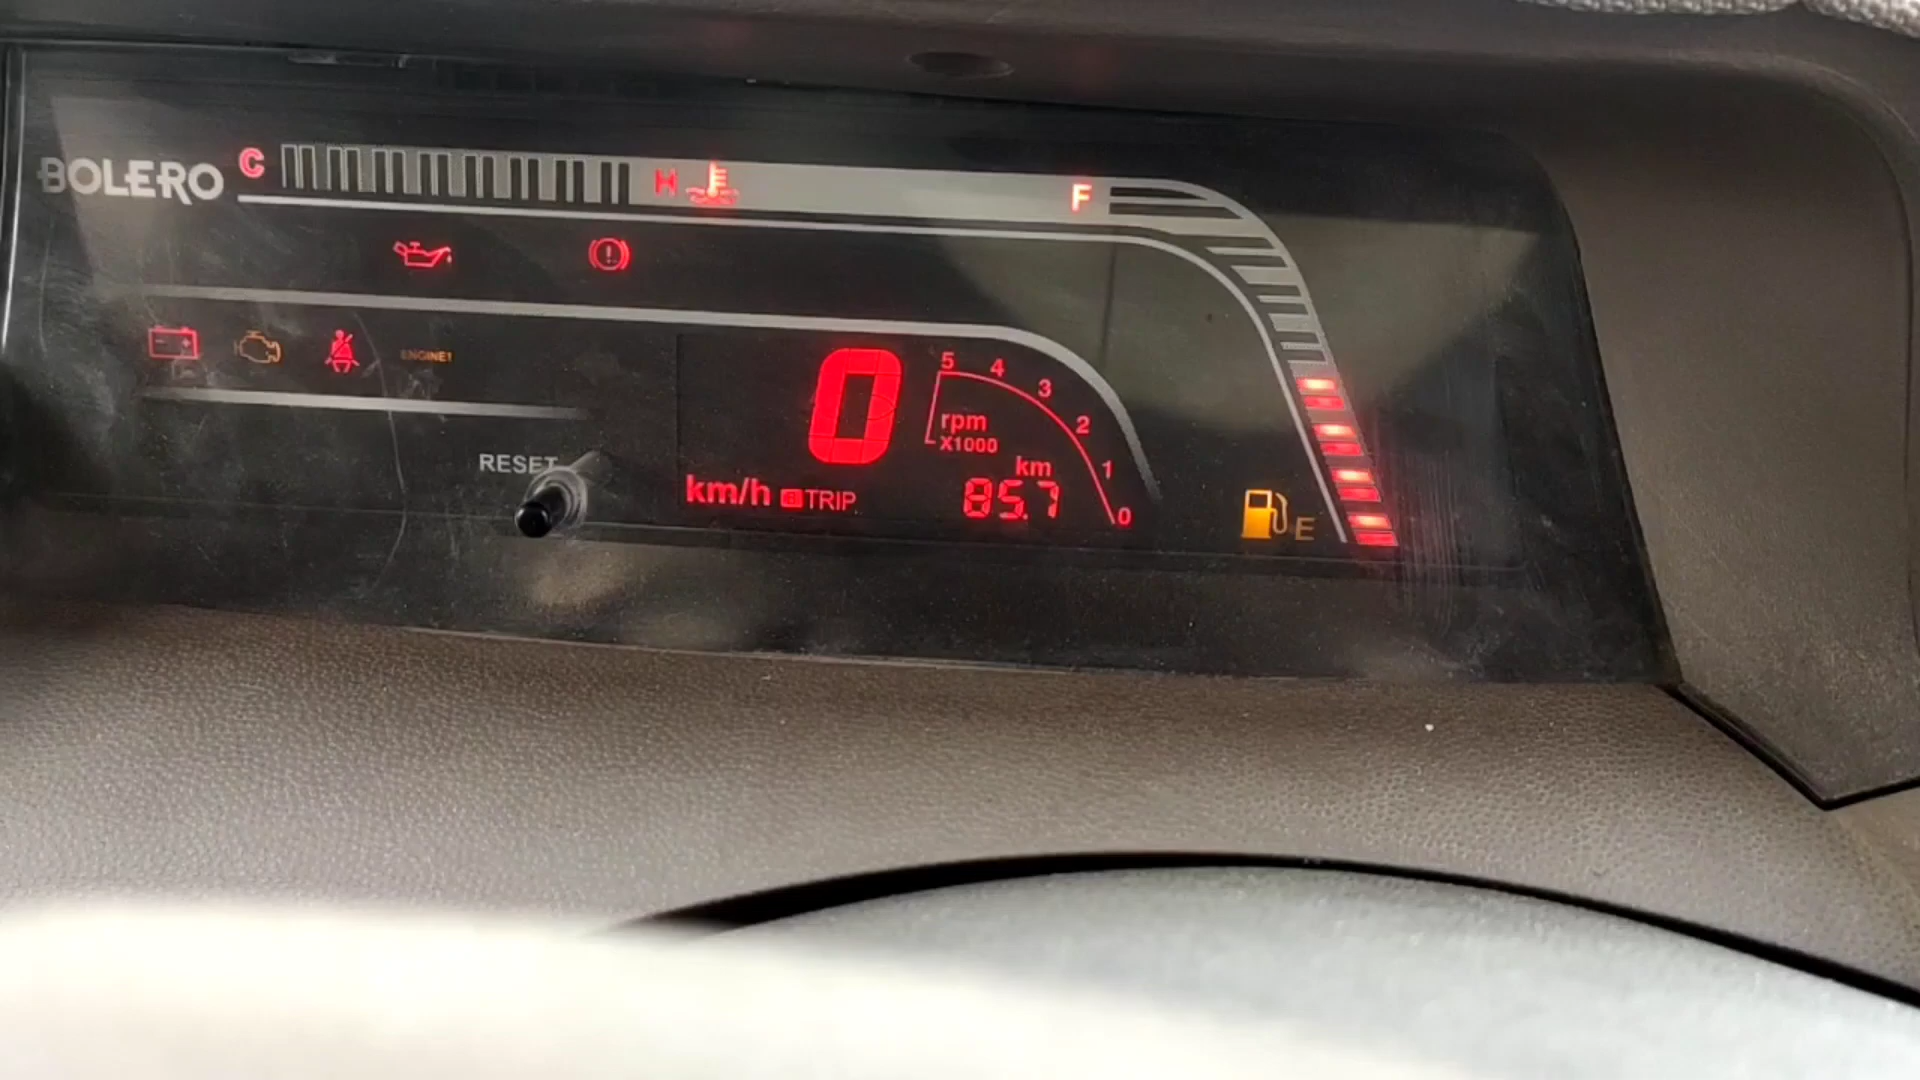 BOLERO C H F
ENGINE1
0
5 4 3 2 1 0
rpm
X1000
RESET
km
km/h TRIP 85.7
E